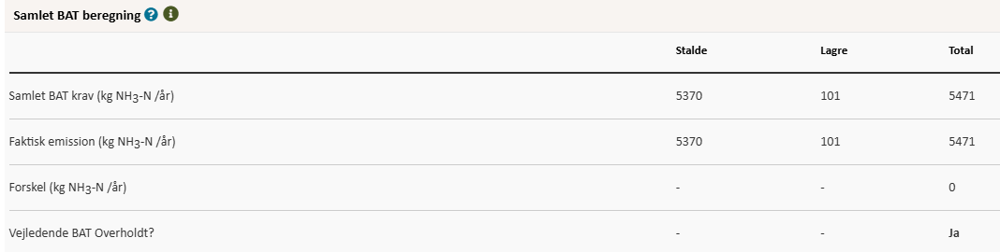 Samlet BAT beregning ? i
Stalde Lagre Total
Samlet BAT krav (kg NH3-N /år) 5370 101 5471
Faktisk emission (kg NH3-N /år) 5370 101 5471
Forskel (kg NH3-N /år) - - 0
Vejledende BAT Overholdt? - - Ja